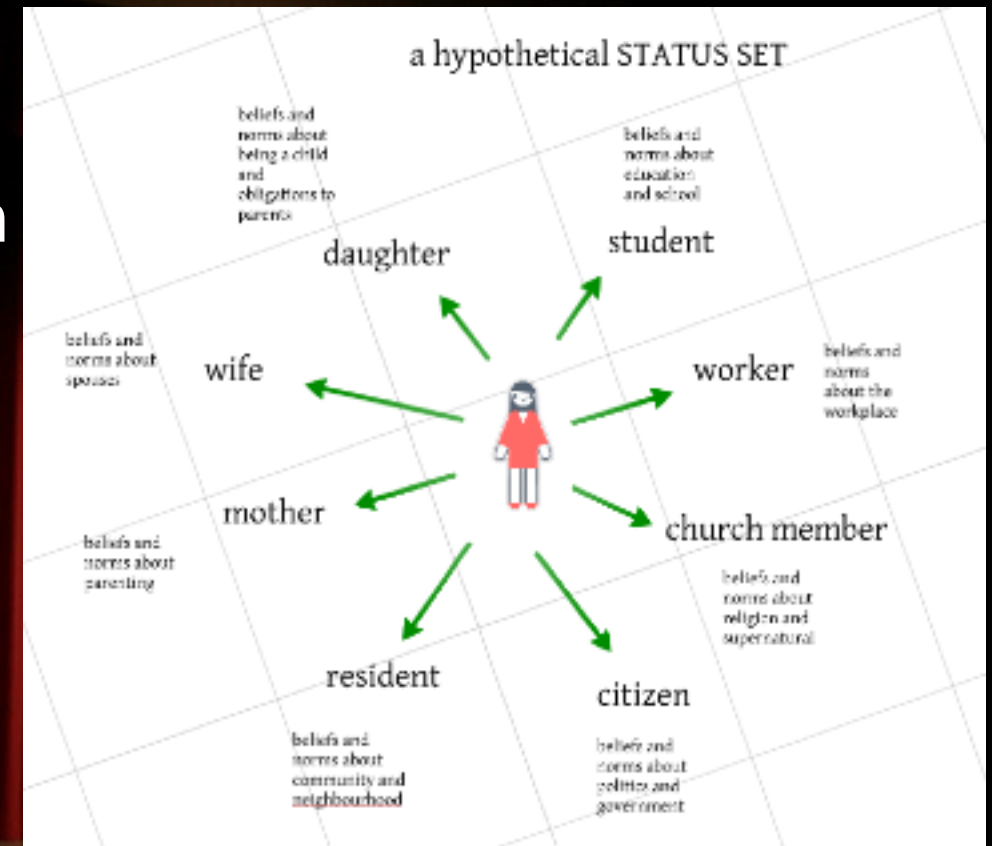 a hypothetical STATUS SET
beliefs and
norms about
being a child
and
obligations to
parents
beliefs and
norms about
education
and school
daughter
student
beliefs and
norms about
spouses
wife
worker
beliefs and
norms
about the
workplace
mother
church member
beliefs and
norms about
parenting
beliefs and
norms about
religion and
supernatural
resident
citizen
beliefs and
norms about
community and
neighbourhood
beliefs and
norms about
politics and
government